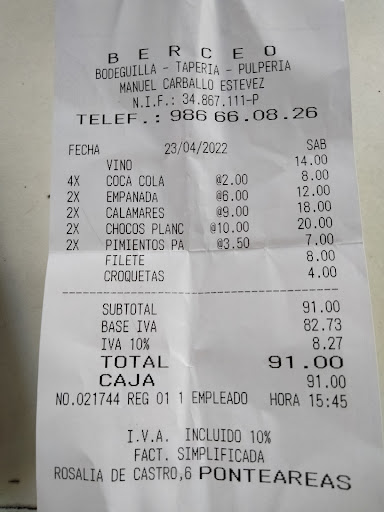 BERCEO
BODEGUILLA - TAPERIA - PULPERIA
MANUEL CARBALLO ESTEVEZ
N.I.F.: 34.867.111-P
TELEF.: 986 66.08.26
FECHA 23/04/2022 SAB
VINO 14.00
4X COCA COLA @2.00 8.00
2X EMPANADA @6.00 12.00
2X CALAMARES @9.00 18.00
2X CHOCOS PLANC @10.00 20.00
2X PIMIENTOS PA @3.50 7.00
FILETE 8.00
CROQUETAS 4.00
SUBTOTAL 91.00
BASE IVA 82.73
IVA 10% 8.27
TOTAL 91.00
CAJA 91.00
NO.021744 REG 01 1 EMPLEADO HORA 15:45
I.V.A. INCLUIDO 10%
FACT. SIMPLIFICADA
ROSALIA DE CASTRO,6 PONTEAREAS